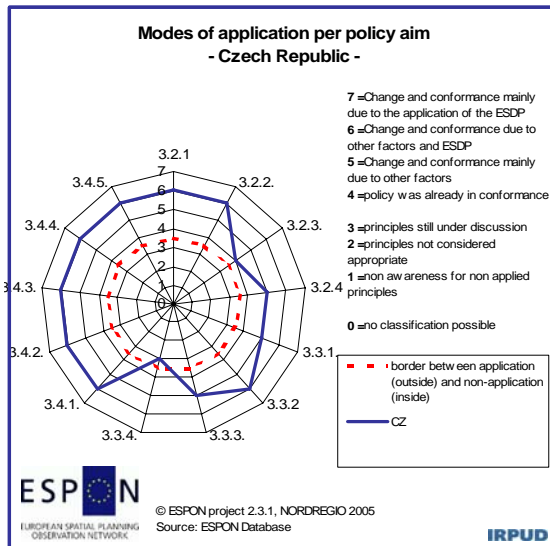 Modes of application per policy aim
- Czech Republic -
7 =Change and conformance mainly
due to the application of the ESDP
6 =Change and conformance due to
other factors and ESDP
5 =Change and conformance mainly
due to other factors
4 =policy was already in conformance
3 =principles still under discussion
2 =principles not considered
appropriate
1 =non awareness for non applied
principles
0 =no classification possible
3.2.1
3.2.2.
3.2.3.
3.2.4
3.3.1.
3.3.2
3.3.3.
3.3.4.
3.4.1.
3.4.2.
3.4.3.
3.4.4.
3.4.5.
7
6
5
4
3
2
1
0
border between application
(outside) and non-application
(inside)
CZ
ESPON
EUROPEAN SPATIAL PLANNING
OBSERVATION NETWORK
© ESPON project 2.3.1, NORDREGIO 2005
Source: ESPON Database
IRPUD